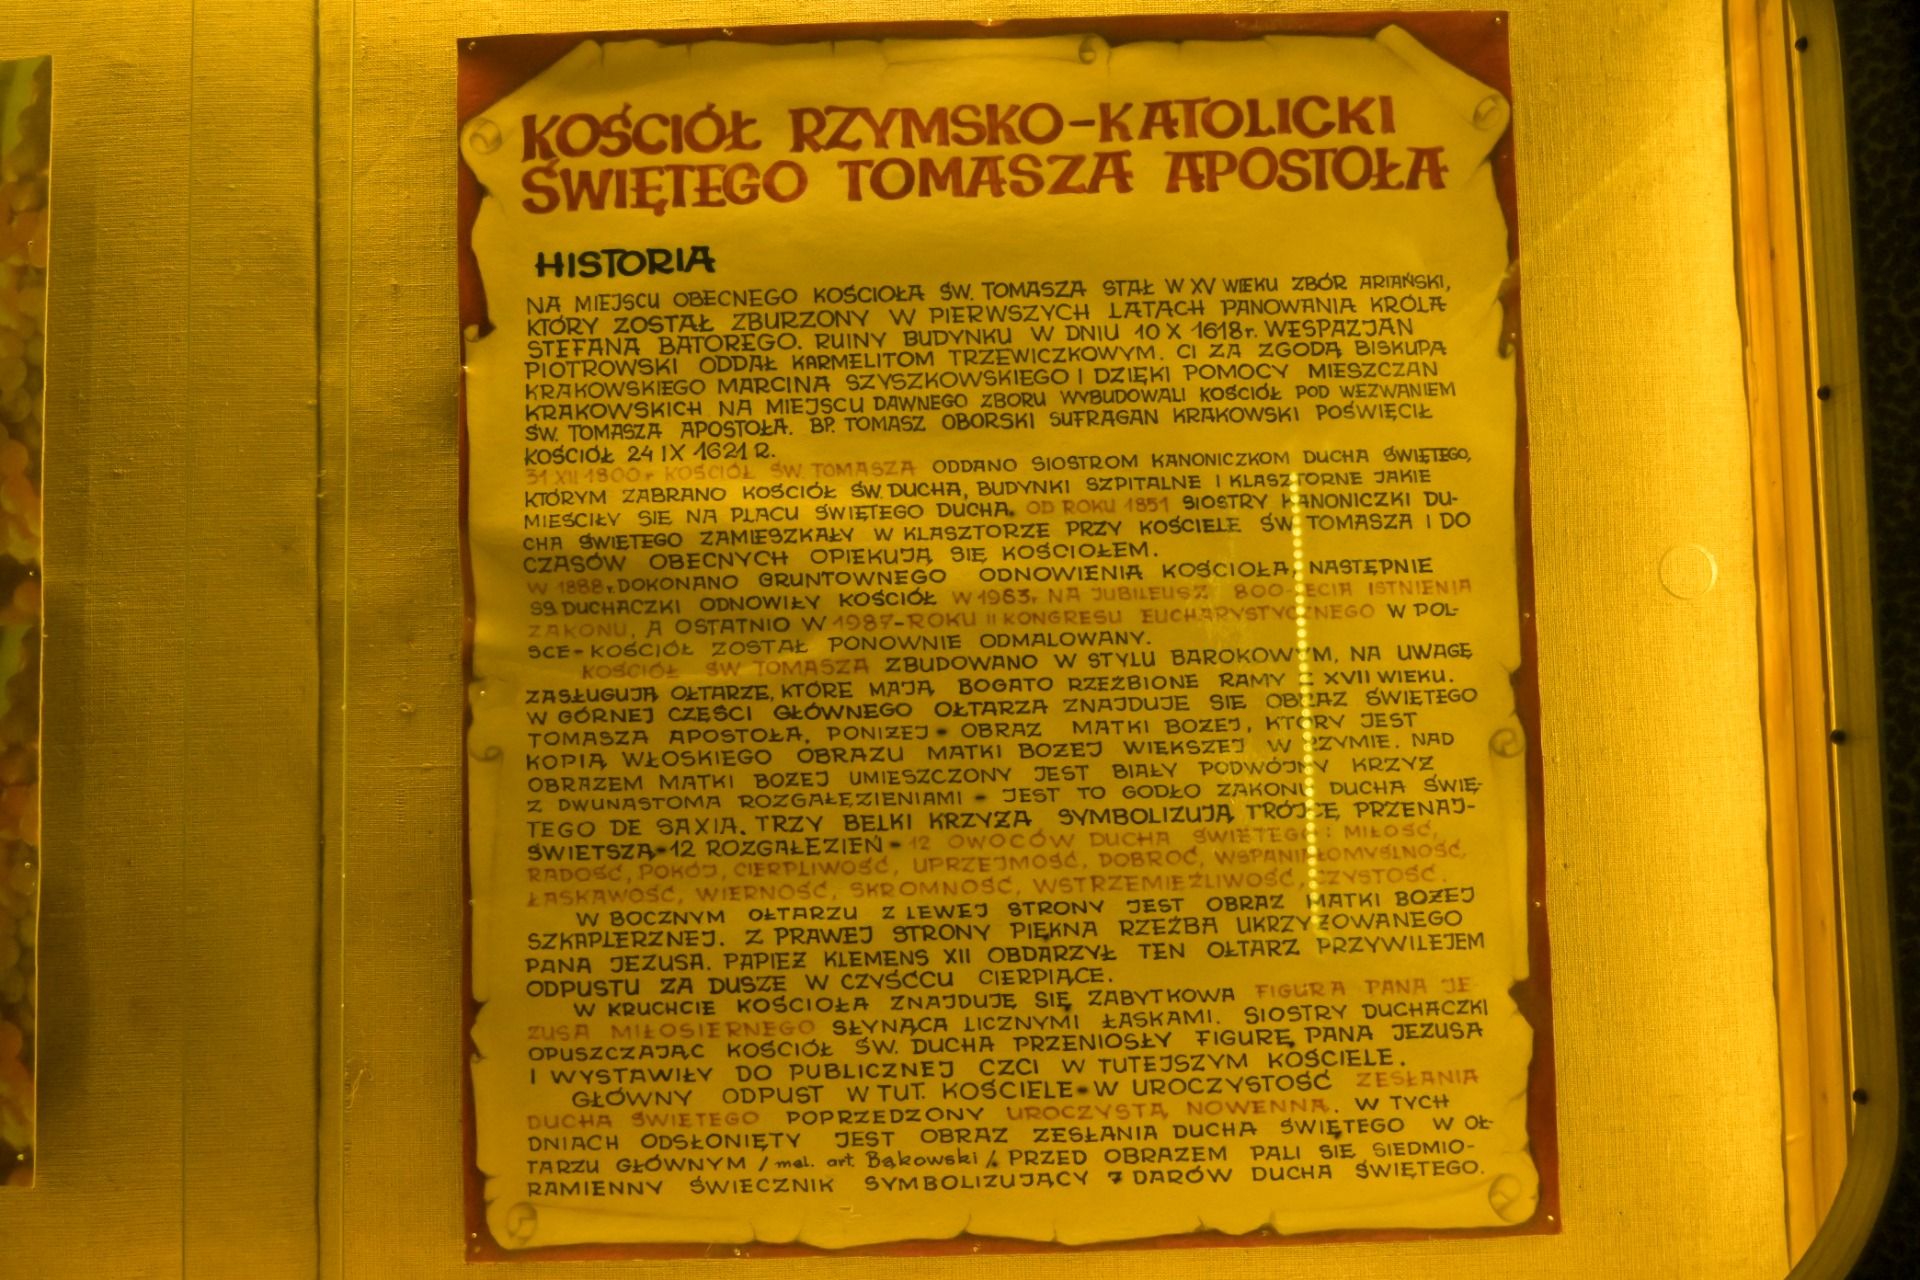 KOŚCIÓŁ RZYMSKO-KATOLICKI
ŚWIĘTEGO TOMASZA APOSTOŁA
HISTORIA
NA MIEJSCU OBECNEGO KOŚCIOŁA ŚW. TOMASZA STAŁ W XV WIEKU ZBÓR ARIAŃSKI,
KTÓRY ZOSTAŁ ZBURZONY W PIERWSZYCH LATACH PANOWANIA KRÓLA
STEFANA BATOREGO. RUINY BUDYNKU W DNIU 10 X 1618r. WESPAZJAN
PIOTROWSKI ODDAŁ KARMELITOM TRZEWICZKOWYM. CI ZA ZGODĄ BISKUPA
KRAKOWSKIEGO MARCINA SZYSZKOWSKIEGO I DZIĘKI POMOCY MIESZCZAN
KRAKOWSKICH NA MIEJSCU DAWNEGO ZBORU WYBUDOWALI KOŚCIÓŁ POD WEZWANIEM
ŚW. TOMASZA APOSTOŁA. BP. TOMASZ OBORSKI SUFRAGAN KRAKOWSKI POŚWIĘCIŁ
KOŚCIÓŁ 24 IX 1621 R.
31 XII 1800r KOŚCIÓŁ ŚW. TOMASZA ODDANO SIOSTROM KANONICZKOM DUCHA ŚWIĘTEGO,
KTÓRYM ZABRANO KOŚCIÓŁ ŚW. DUCHA, BUDYNKI SZPITALNE I KLASZTORNE JAKIE
MIEŚCIŁY SIĘ NA PLACU ŚWIĘTEGO DUCHA. OD ROKU 1851 SIOSTRY KANONICZKI DU-
CHA ŚWIĘTEGO ZAMIESZKAŁY W KLASZTORZE PRZY KOŚCIELE ŚW. TOMASZA I DO
CZASÓW OBECNYCH OPIEKUJĄ SIĘ KOŚCIOŁEM.
W 1888r. DOKONANO GRUNTOWNEGO ODNOWIENIA KOŚCIOŁA, NASTĘPNIE
SS. DUCHACZKI ODNOWIŁY KOŚCIÓŁ W 1963r. NA JUBILEUSZ 800-LECIA ISTNIENIA
ZAKONU, A OSTATNIO W 1987-ROKU II KONGRESU EUCHARYSTYCZNEGO W POL-
SCE-KOŚCIÓŁ ZOSTAŁ PONOWNIE ODMALOWANY.
KOŚCIÓŁ ŚW TOMASZA ZBUDOWANO W STYLU BAROKOWYM, NA UWAGĘ
ZASŁUGUJĄ OŁTARZE, KTÓRE MAJĄ BOGATO RZEŹBIONE RAMY Z XVII WIEKU.
W GÓRNEJ CZĘŚCI GŁÓWNEGO OŁTARZA ZNAJDUJE SIĘ OBRAZ ŚWIĘTEGO
TOMASZA APOSTOŁA, PONIŻEJ - OBRAZ MATKI BOŻEJ, KTÓRY JEST
KOPIĄ WŁOSKIEGO OBRAZU MATKI BOŻEJ WIĘKSZEJ W RZYMIE. NAD
OBRAZEM MATKI BOŻEJ UMIESZCZONY JEST BIAŁY PODWÓJNY KRZYŻ
Z DWUNASTOMA ROZGAŁĘZIENIAMI - JEST TO GODŁO ZAKONU DUCHA ŚWIĘ-
TEGO DE SAXIA. TRZY BELKI KRZYŻA SYMBOLIZUJĄ TRÓJCĘ PRZENAJ-
ŚWIĘTSZĄ-12 ROZGAŁĘZIEŃ - 12 OWOCÓW DUCHA ŚWIĘTEGO: MIŁOŚĆ,
RADOŚĆ, POKÓJ, CIERPLIWOŚĆ, UPRZEJMOŚĆ, DOBROĆ, WSPANIAŁOMYŚLNOŚĆ,
ŁASKAWOŚĆ, WIERNOŚĆ, SKROMNOŚĆ, WSTRZEMIĘŹLIWOŚĆ, CZYSTOŚĆ.
W BOCZNYM OŁTARZU Z LEWEJ STRONY JEST OBRAZ MATKI BOŻEJ
SZKAPLERZNEJ. Z PRAWEJ STRONY PIĘKNA RZEŹBA UKRZYŻOWANEGO
PANA JEZUSA. PAPIEŻ KLEMENS XII OBDARZYŁ TEN OŁTARZ PRZYWILEJEM
ODPUSTU ZA DUSZE W CZYŚĆCU CIERPIĄCE.
W KRUCHCIE KOŚCIOŁA ZNAJDUJE SIĘ ZABYTKOWA FIGURA PANA JE-
ZUSA MIŁOSIERNEGO SŁYNĄCA LICZNYMI ŁASKAMI. SIOSTRY DUCHACZKI
OPUSZCZAJĄC KOŚCIÓŁ ŚW. DUCHA PRZENIOSŁY FIGURĘ PANA JEZUSA
I WYSTAWIŁY DO PUBLICZNEJ CZCI W TUTEJSZYM KOŚCIELE.
GŁÓWNY ODPUST W TUT. KOŚCIELE-W UROCZYSTOŚĆ ZESŁANIA
DUCHA ŚWIĘTEGO POPRZEDZONY UROCZYSTĄ NOWENNĄ. W TYCH
DNIACH ODSŁONIĘTY JEST OBRAZ ZESŁANIA DUCHA ŚWIĘTEGO W OŁ-
TARZU GŁÓWNYM / mal. art. Bąkowski /. PRZED OBRAZEM PALI SIĘ SIEDMIO-
RAMIENNY ŚWIECZNIK SYMBOLIZUJĄCY 7 DARÓW DUCHA ŚWIĘTEGO.